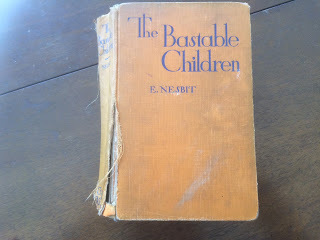 The Bastable
Children
E. NESBIT